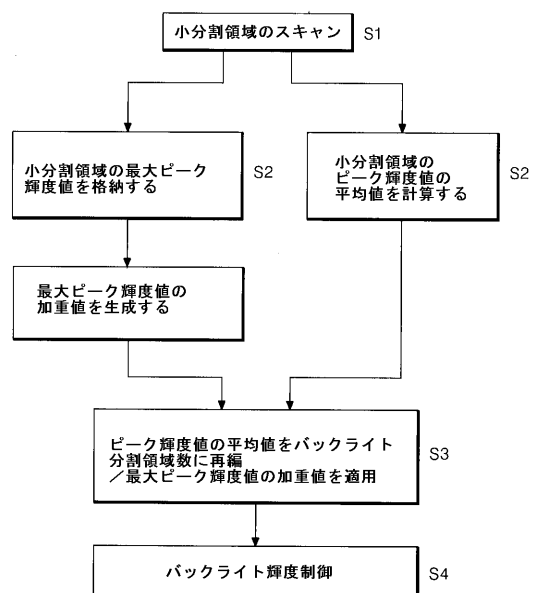 小分割領域のスキャン
S1
小分割領域の最大ピーク
輝度値を格納する
S2
小分割領域の
ピーク輝度値の
平均値を計算する
S2
最大ピーク輝度値の
加重値を生成する
ピーク輝度値の平均値をバックライト
分割領域数に再編
／最大ピーク輝度値の加重値を適用
S3
バックライト輝度制御
S4